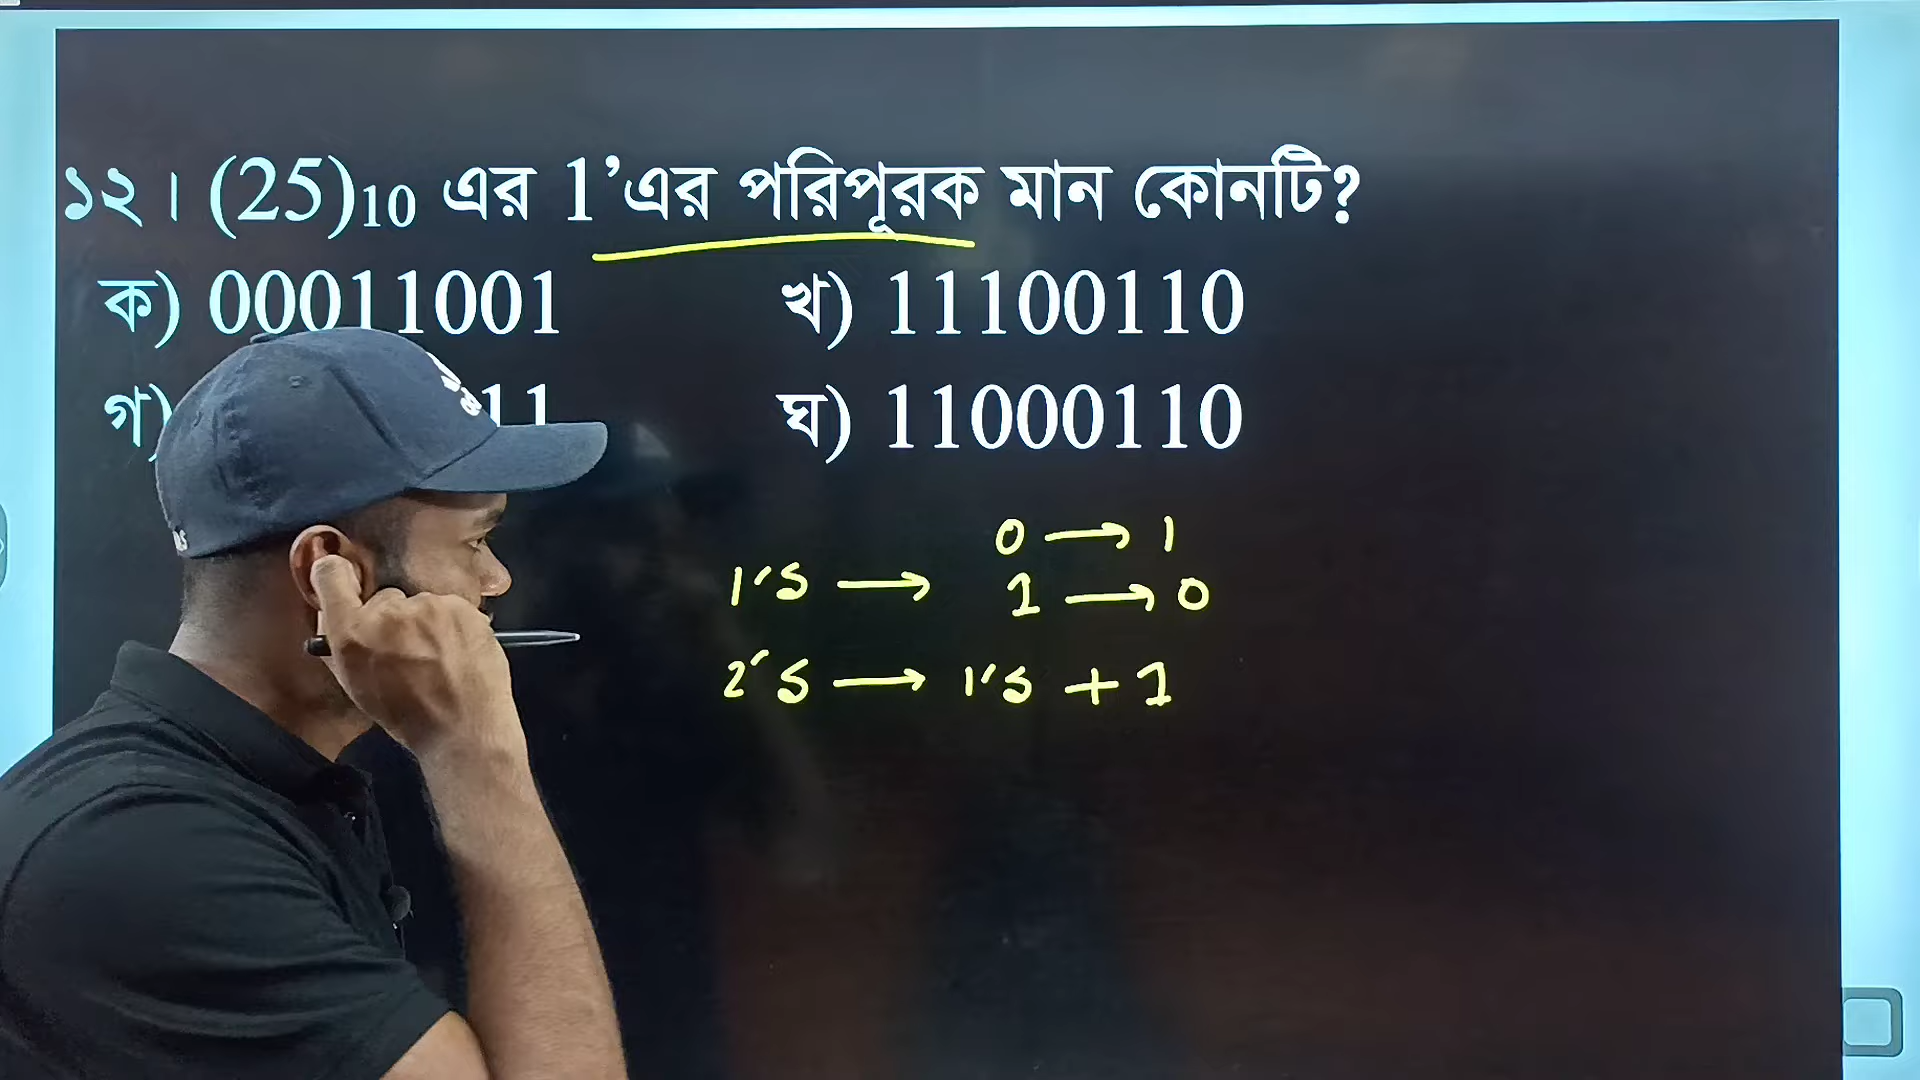 ১২। (25)10 এর 1’এর পরিপূরক মান কোনটি?
ক) 00011001 খ) 11100110
গ) 11 ঘ) 11000110
0 → 1
1's → 1 → 0
2's → 1's + 1